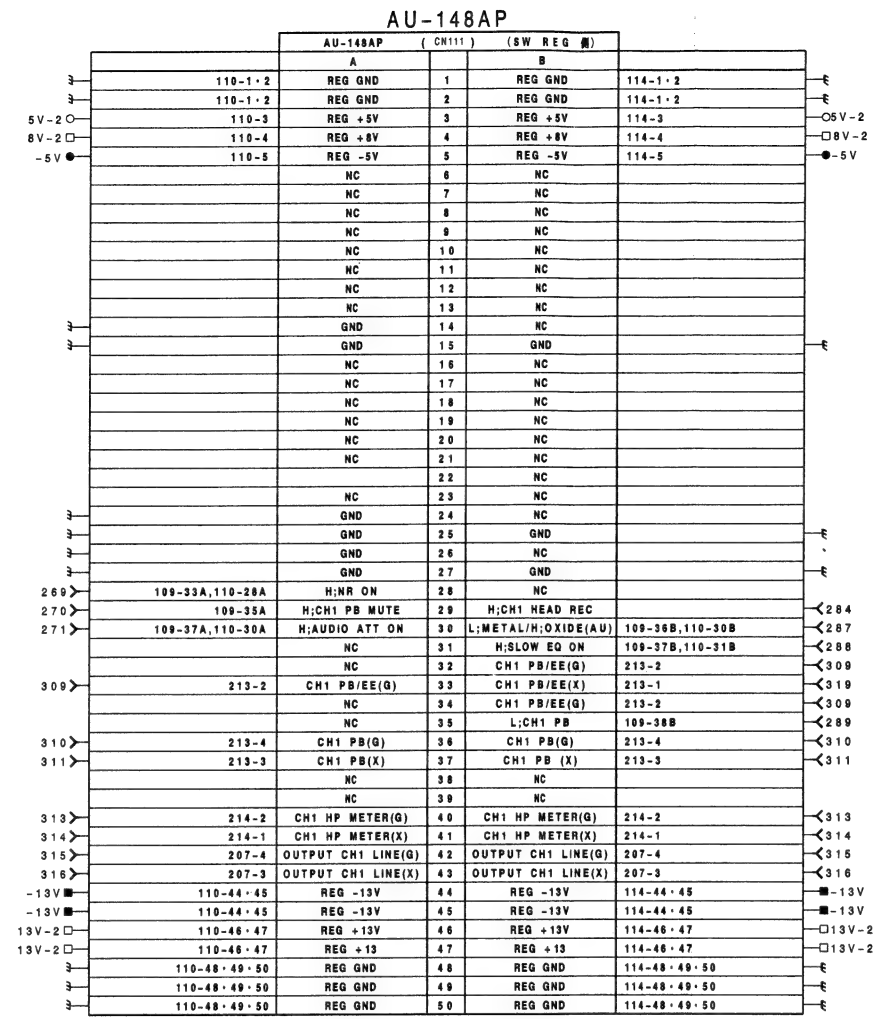 AU-148AP
AU-148AP ( CN111 ) (SW REG 側)
A B
110-1・2 REG GND 1 REG GND 114-1・2
110-1・2 REG GND 2 REG GND 114-1・2
5V-2 110-3 REG +5V 3 REG +5V 114-3 5V-2
8V-2 110-4 REG +8V 4 REG +8V 114-4 8V-2
-5V 110-5 REG -5V 5 REG -5V 114-5 -5V
NC 6 NC
NC 7 NC
NC 8 NC
NC 9 NC
NC 10 NC
NC 11 NC
NC 12 NC
NC 13 NC
GND 14 NC
GND 15 GND
NC 16 NC
NC 17 NC
NC 18 NC
NC 19 NC
NC 20 NC
NC 21 NC
22 NC
NC 23 NC
GND 24 NC
GND 25 GND
GND 26 NC
GND 27 GND
269 109-33A,110-28A H;NR ON 28 NC
270 109-35A H;CH1 PB MUTE 29 H;CH1 HEAD REC 284
271 109-37A,110-30A H;AUDIO ATT ON 30 L;METAL/H;OXIDE(AU) 109-36B,110-30B 287
NC 31 H;SLOW EQ ON 109-37B,110-31B 288
NC 32 CH1 PB/EE(G) 213-2 309
309 213-2 CH1 PB/EE(G) 33 CH1 PB/EE(X) 213-1 319
NC 34 CH1 PB/EE(G) 213-2 309
NC 35 L;CH1 PB 109-38B 289
310 213-4 CH1 PB(G) 36 CH1 PB(G) 213-4 310
311 213-3 CH1 PB(X) 37 CH1 PB (X) 213-3 311
NC 38 NC
NC 39 NC
313 214-2 CH1 HP METER(G) 40 CH1 HP METER(G) 214-2 313
314 214-1 CH1 HP METER(X) 41 CH1 HP METER(X) 214-1 314
315 207-4 OUTPUT CH1 LINE(G) 42 OUTPUT CH1 LINE(G) 207-4 315
316 207-3 OUTPUT CH1 LINE(X) 43 OUTPUT CH1 LINE(X) 207-3 316
-13V 110-44・45 REG -13V 44 REG -13V 114-44・45 -13V
-13V 110-44・45 REG -13V 45 REG -13V 114-44・45 -13V
13V-2 110-46・47 REG +13V 46 REG +13V 114-46・47 13V-2
13V-2 110-46・47 REG +13 47 REG +13 114-46・47 13V-2
110-48・49・50 REG GND 48 REG GND 114-48・49・50
110-48・49・50 REG GND 49 REG GND 114-48・49・50
110-48・49・50 REG GND 50 REG GND 114-48・49・50